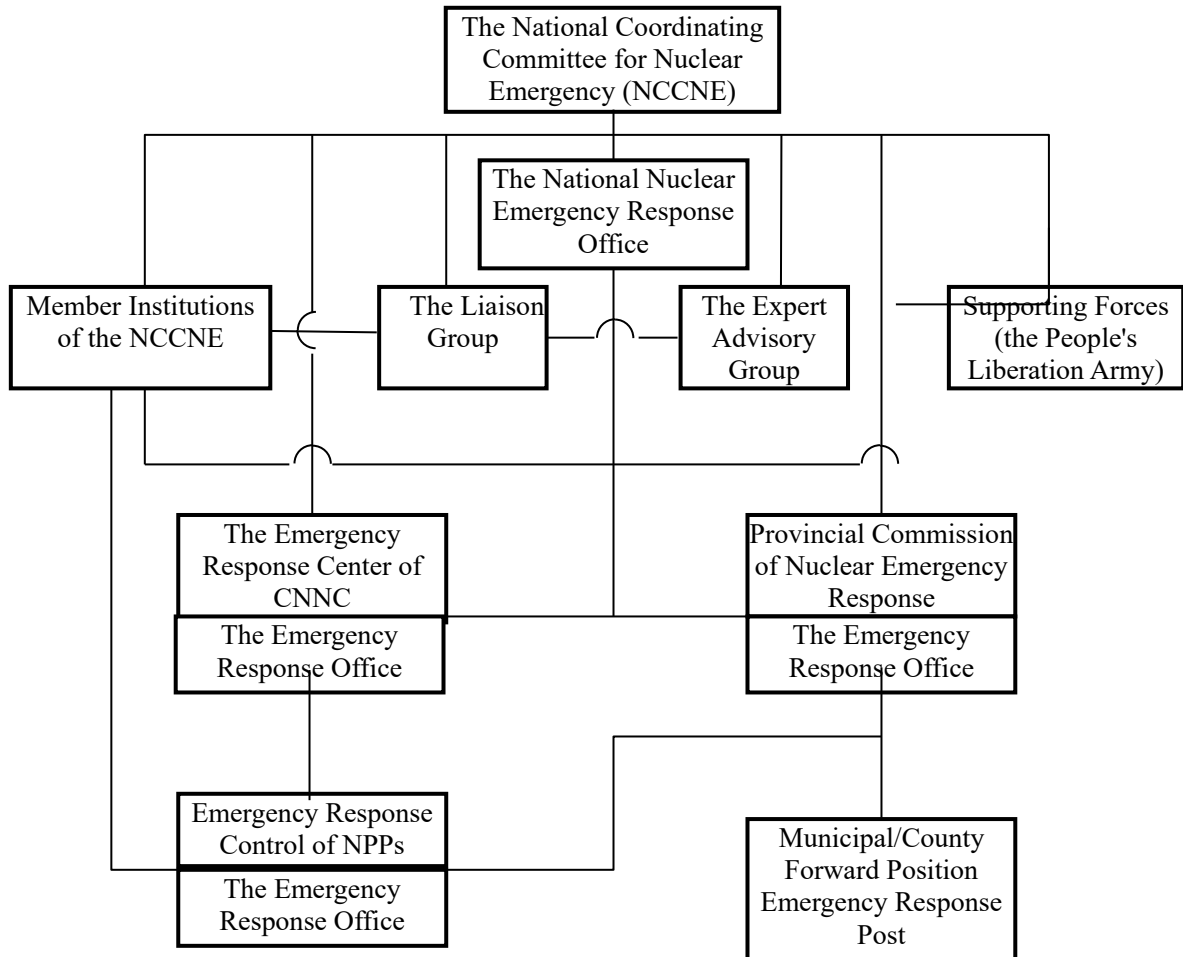 The National Coordinating
Committee for Nuclear
Emergency (NCCNE)
The National Nuclear
Emergency Response
Office
Member Institutions
of the NCCNE
The Liaison
Group
The Expert
Advisory
Group
Supporting Forces
(the People's
Liberation Army)
The Emergency
Response Center of
CNNC
The Emergency
Response Office
Provincial Commission
of Nuclear Emergency
Response
The Emergency
Response Office
Emergency Response
Control of NPPs
The Emergency
Response Office
Municipal/County
Forward Position
Emergency Response
Post